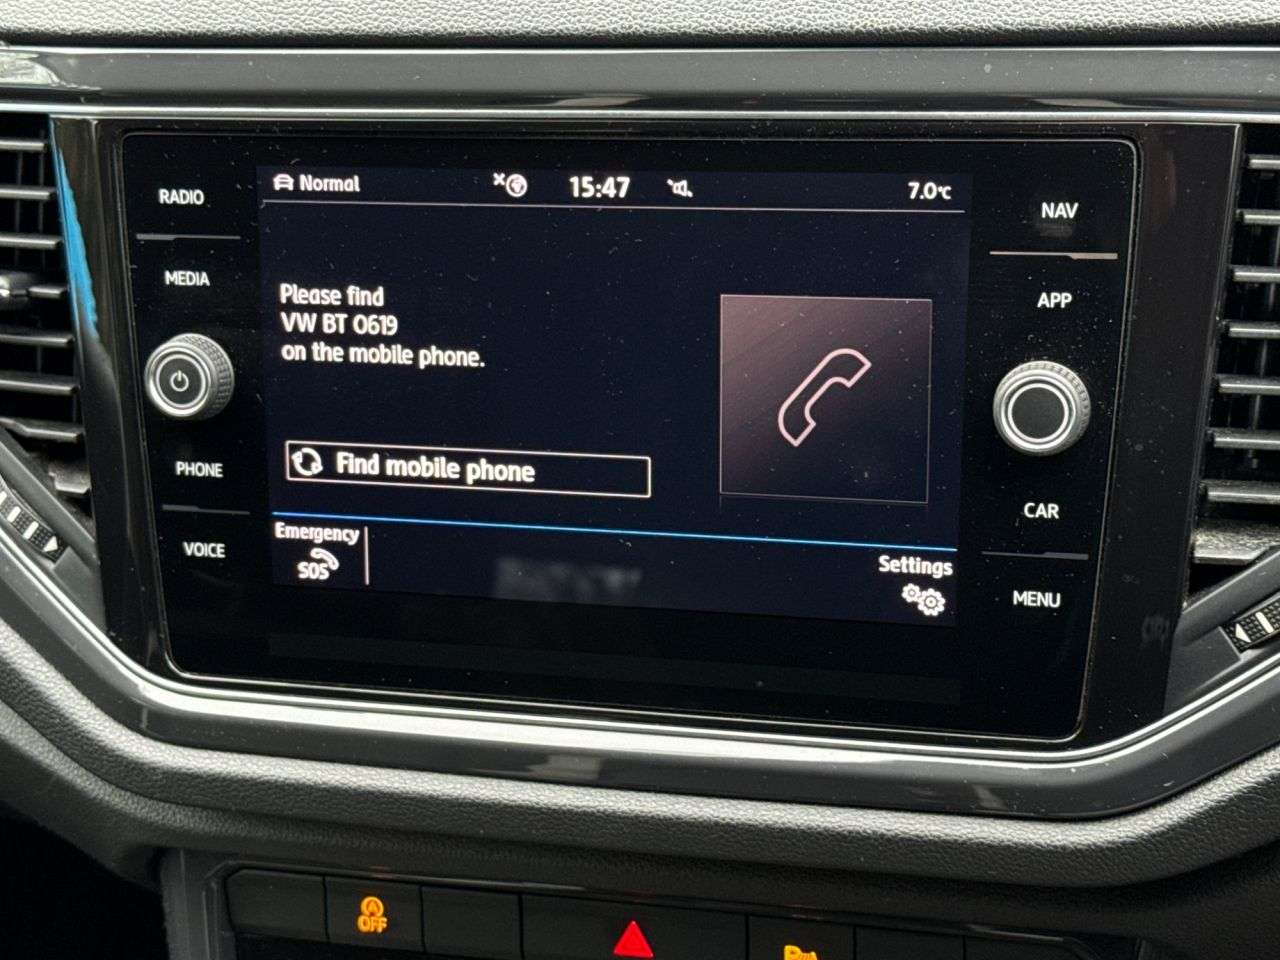 RADIO
MEDIA
PHONE
VOICE
Normal
15:47
7.0°C
Please find
VW BT 0619
on the mobile phone.
Find mobile phone
Emergency
SOS
Settings
NAV
APP
CAR
MENU
A
OFF